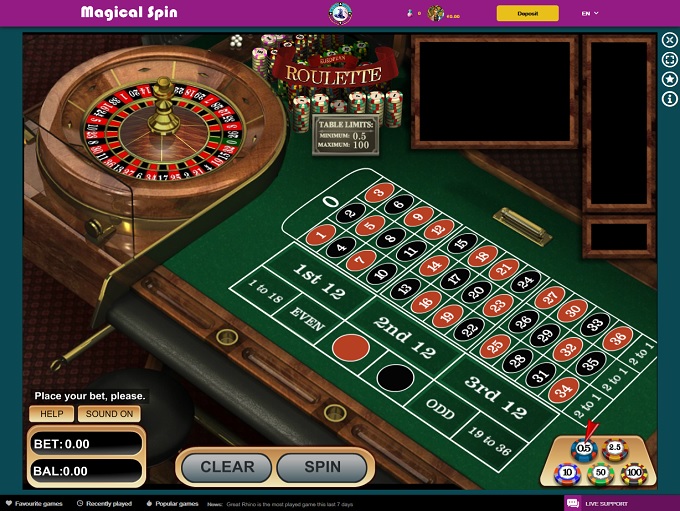 Magical Spin
0
€0.00
Deposit
EN
EUROPEAN
ROULETTE
TABLE LIMITS:
MINIMUM: 0.5
MAXIMUM: 100
0
3 6 9 12 15 18 21 24 27 30 33 36
2 5 8 11 14 17 20 23 26 29 32 35
1 4 7 10 13 16 19 22 25 28 31 34
2 to 1 2 to 1 2 to 1
1st 12 2nd 12 3rd 12
1 to 18 EVEN ODD 19 to 36
Place your bet, please.
HELP SOUND ON
BET: 0.00
BAL: 0.00
CLEAR SPIN
0.5 2.5
10 50 100
Favourite games Recently played Popular games News: Great Rhino is the most played game this last 7 days LIVE SUPPORT